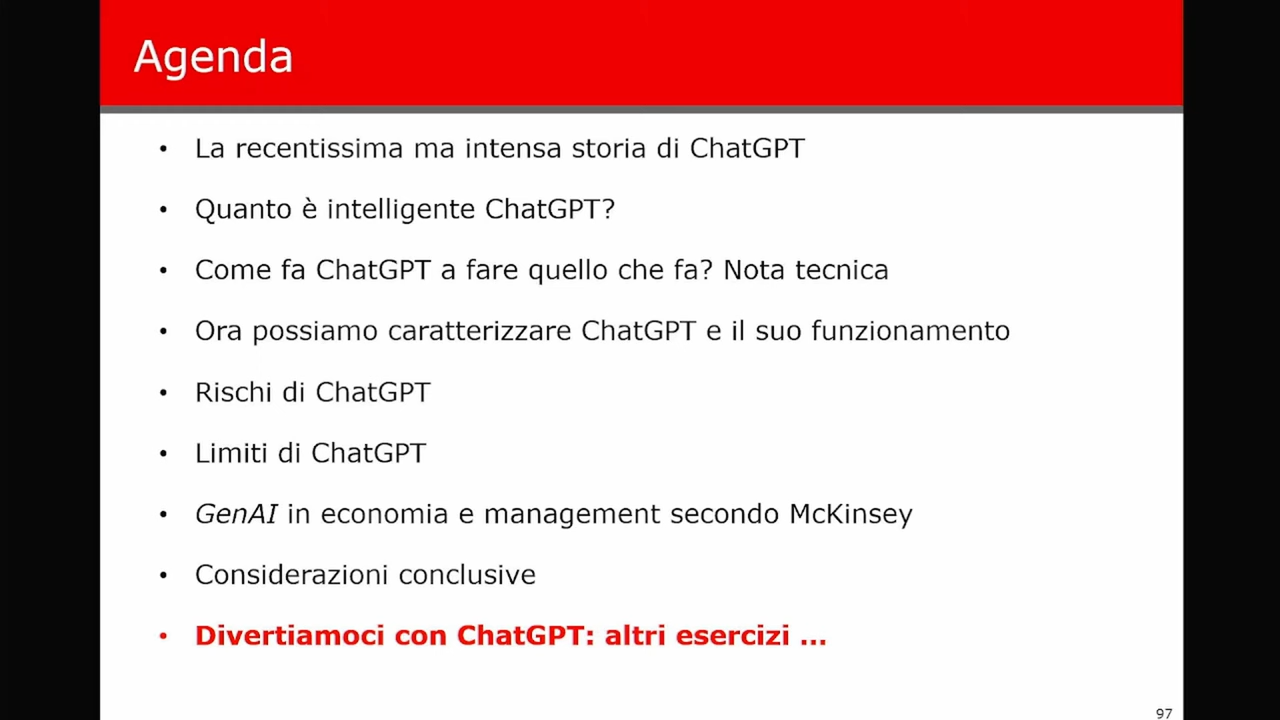 Agenda
• La recentissima ma intensa storia di ChatGPT
• Quanto è intelligente ChatGPT?
• Come fa ChatGPT a fare quello che fa? Nota tecnica
• Ora possiamo caratterizzare ChatGPT e il suo funzionamento
• Rischi di ChatGPT
• Limiti di ChatGPT
• GenAI in economia e management secondo McKinsey
• Considerazioni conclusive
• Divertiamoci con ChatGPT: altri esercizi ...
97